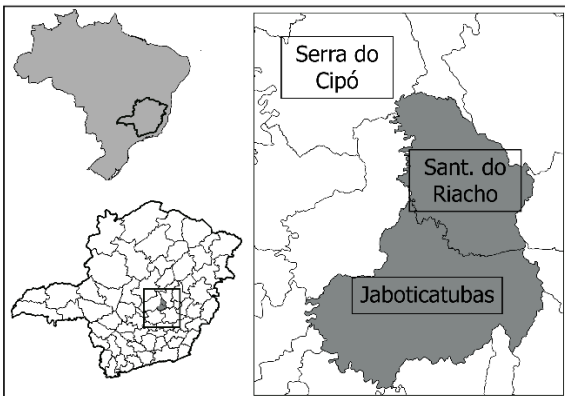 Serra do
Cipó
Sant. do
Riacho
Jaboticatubas